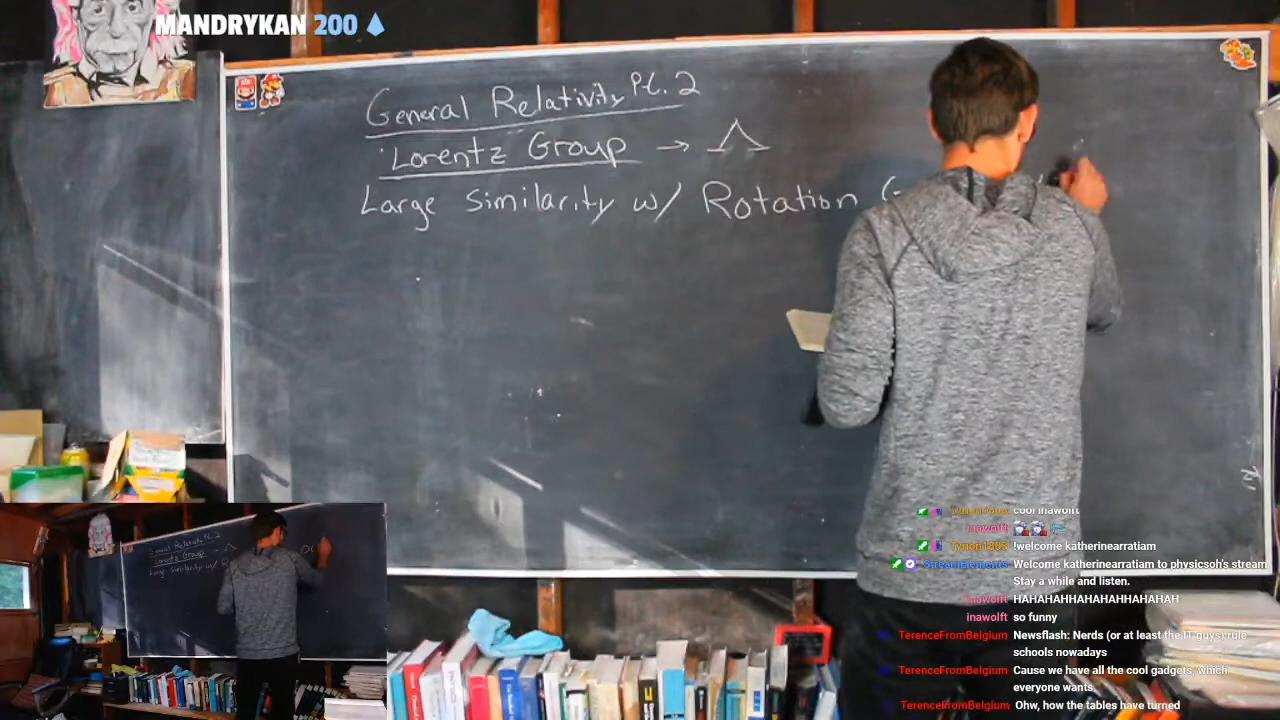 MANDRYKAN 200
General Relativity Pt. 2
Lorentz Group → Λ
Large Similarity w/ Rotation
cool inawolft
inawolft
Tymon1503 !welcome katherinearratiam
StreamElements Welcome katherinearratiam to physicsoh's stream.
Stay a while and listen.
inawolft HAHAHAHHAHAHAHHAHAHAH
inawolft so funny
TerenceFromBelgium Newsflash: Nerds (or at least the IT guys) rule
schools nowadays
TerenceFromBelgium Cause we have all the cool gadgets, which
everyone wants
TerenceFromBelgium Ohw, how the tables have turned